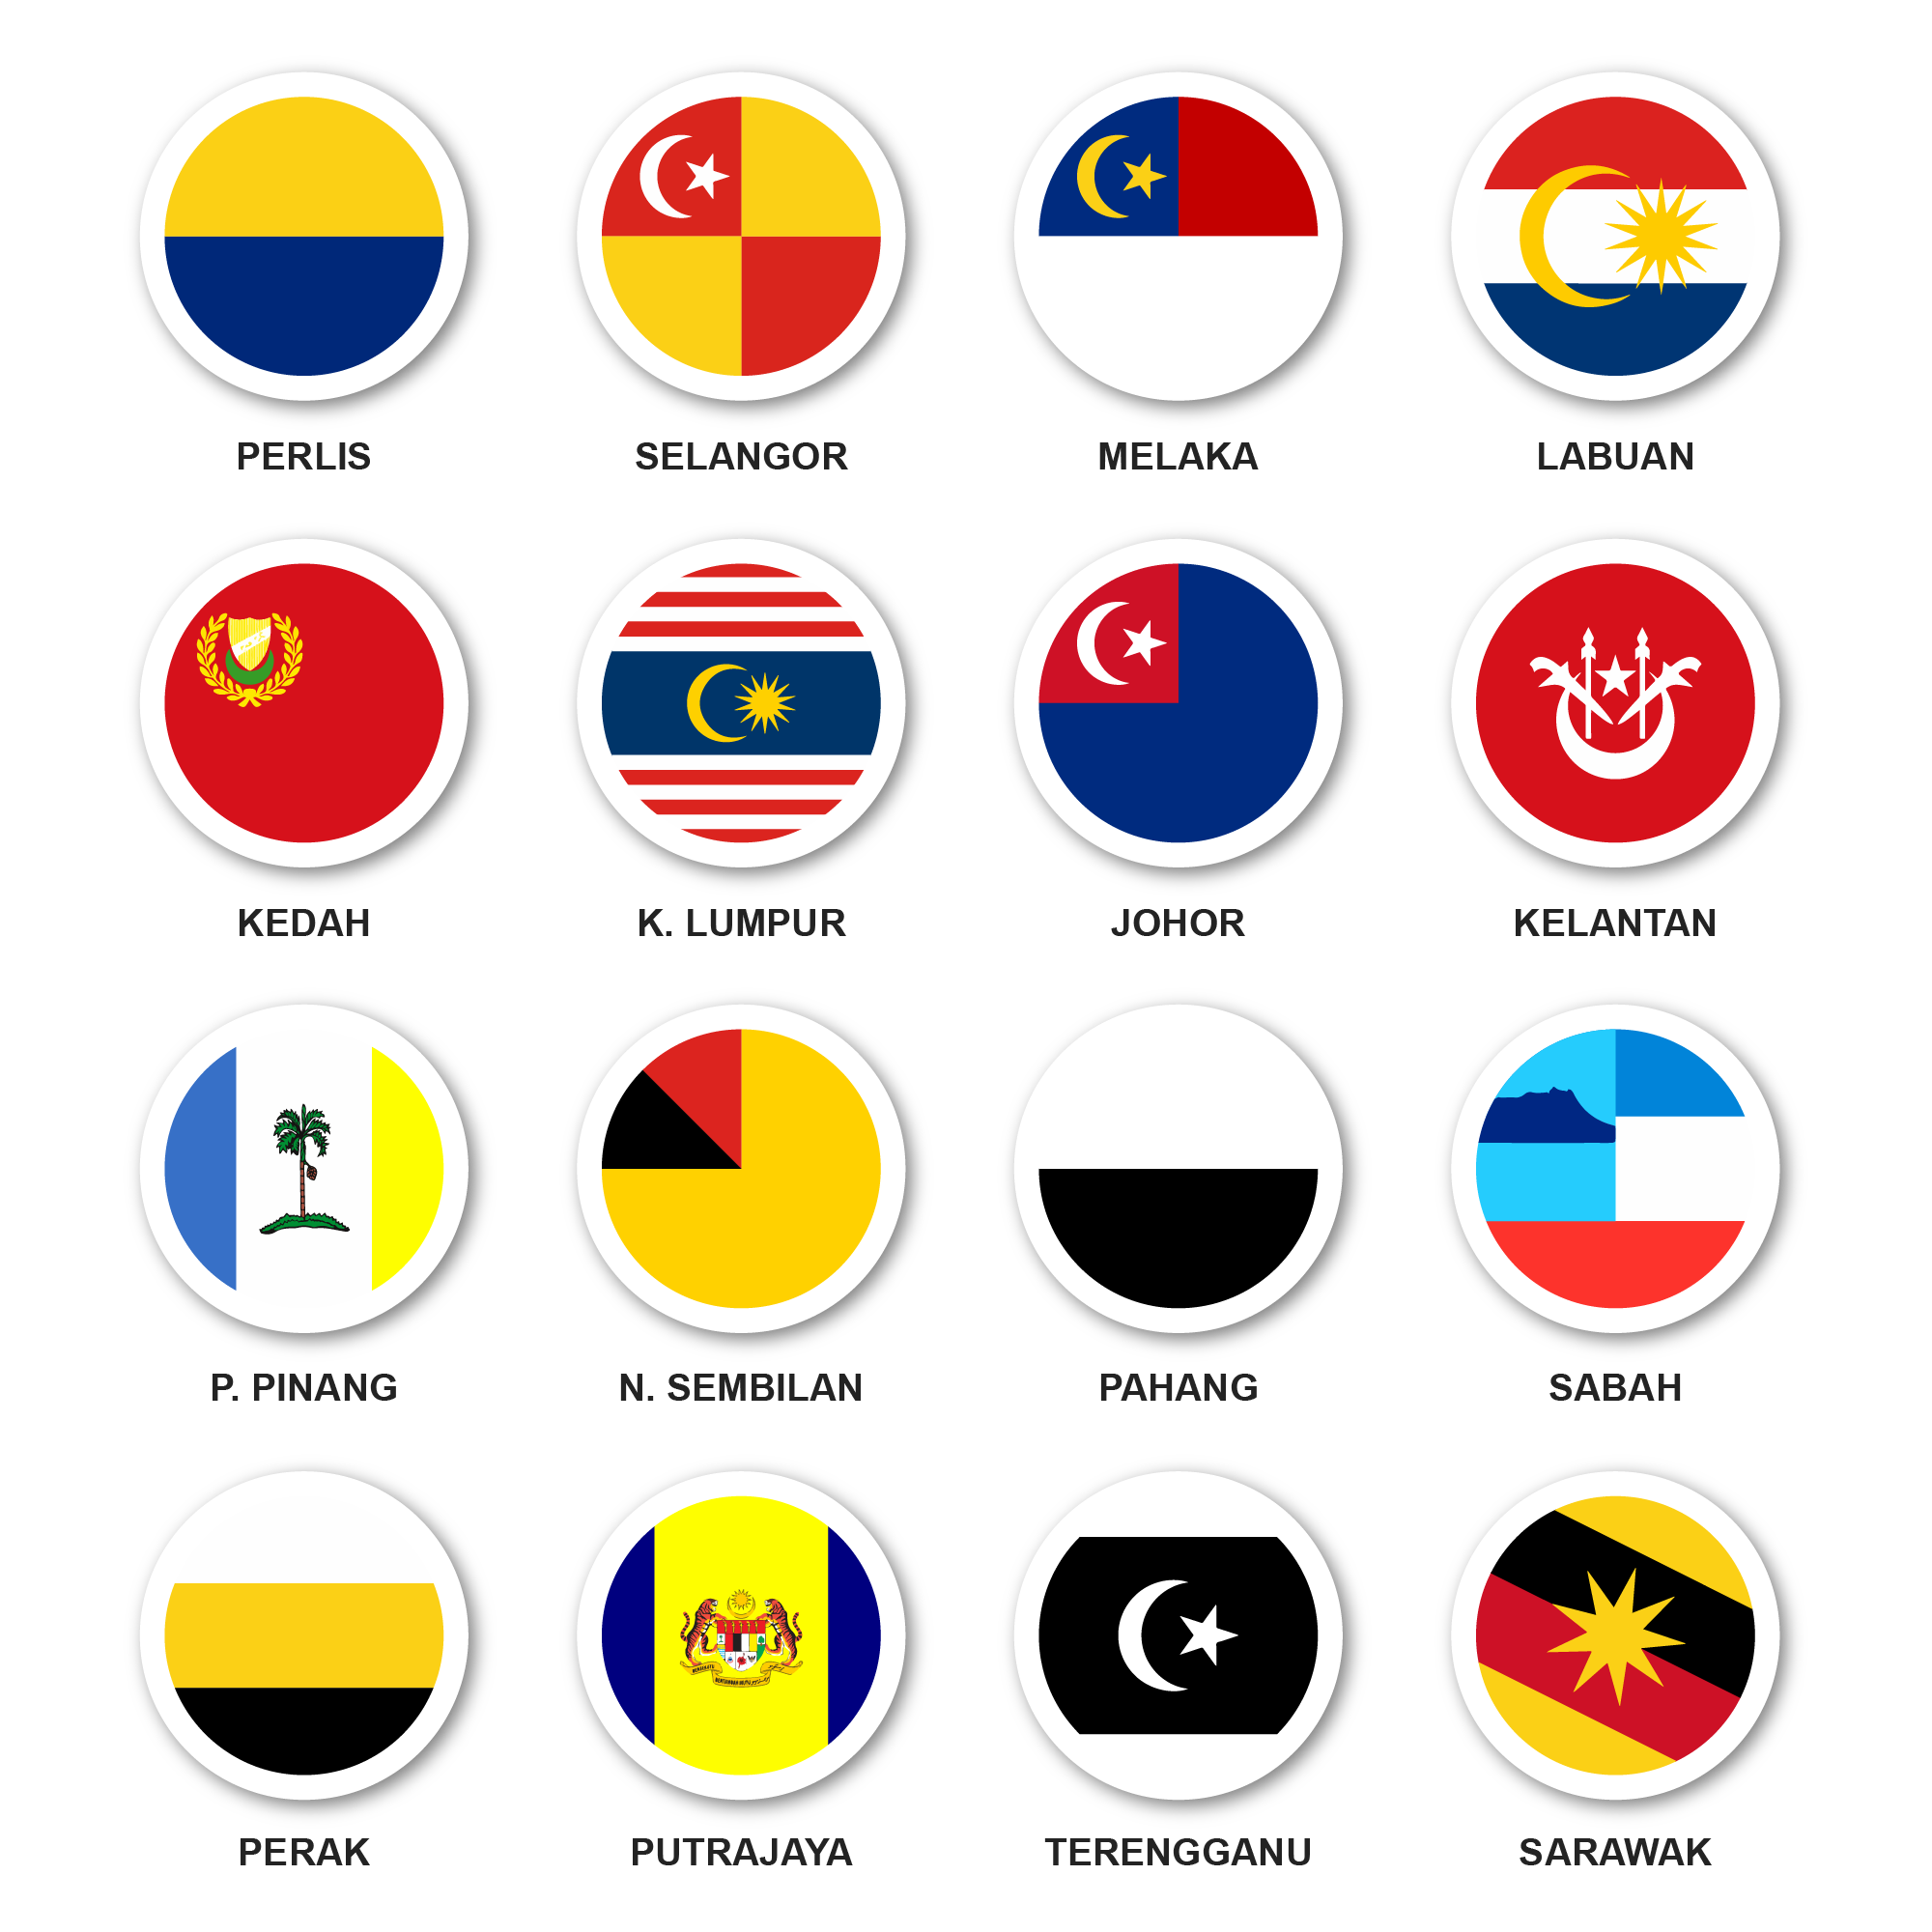 PERLIS
SELANGOR
MELAKA
LABUAN
KEDAH
K. LUMPUR
JOHOR
KELANTAN
P. PINANG
N. SEMBILAN
PAHANG
SABAH
PERAK
PUTRAJAYA
TERENGGANU
SARAWAK